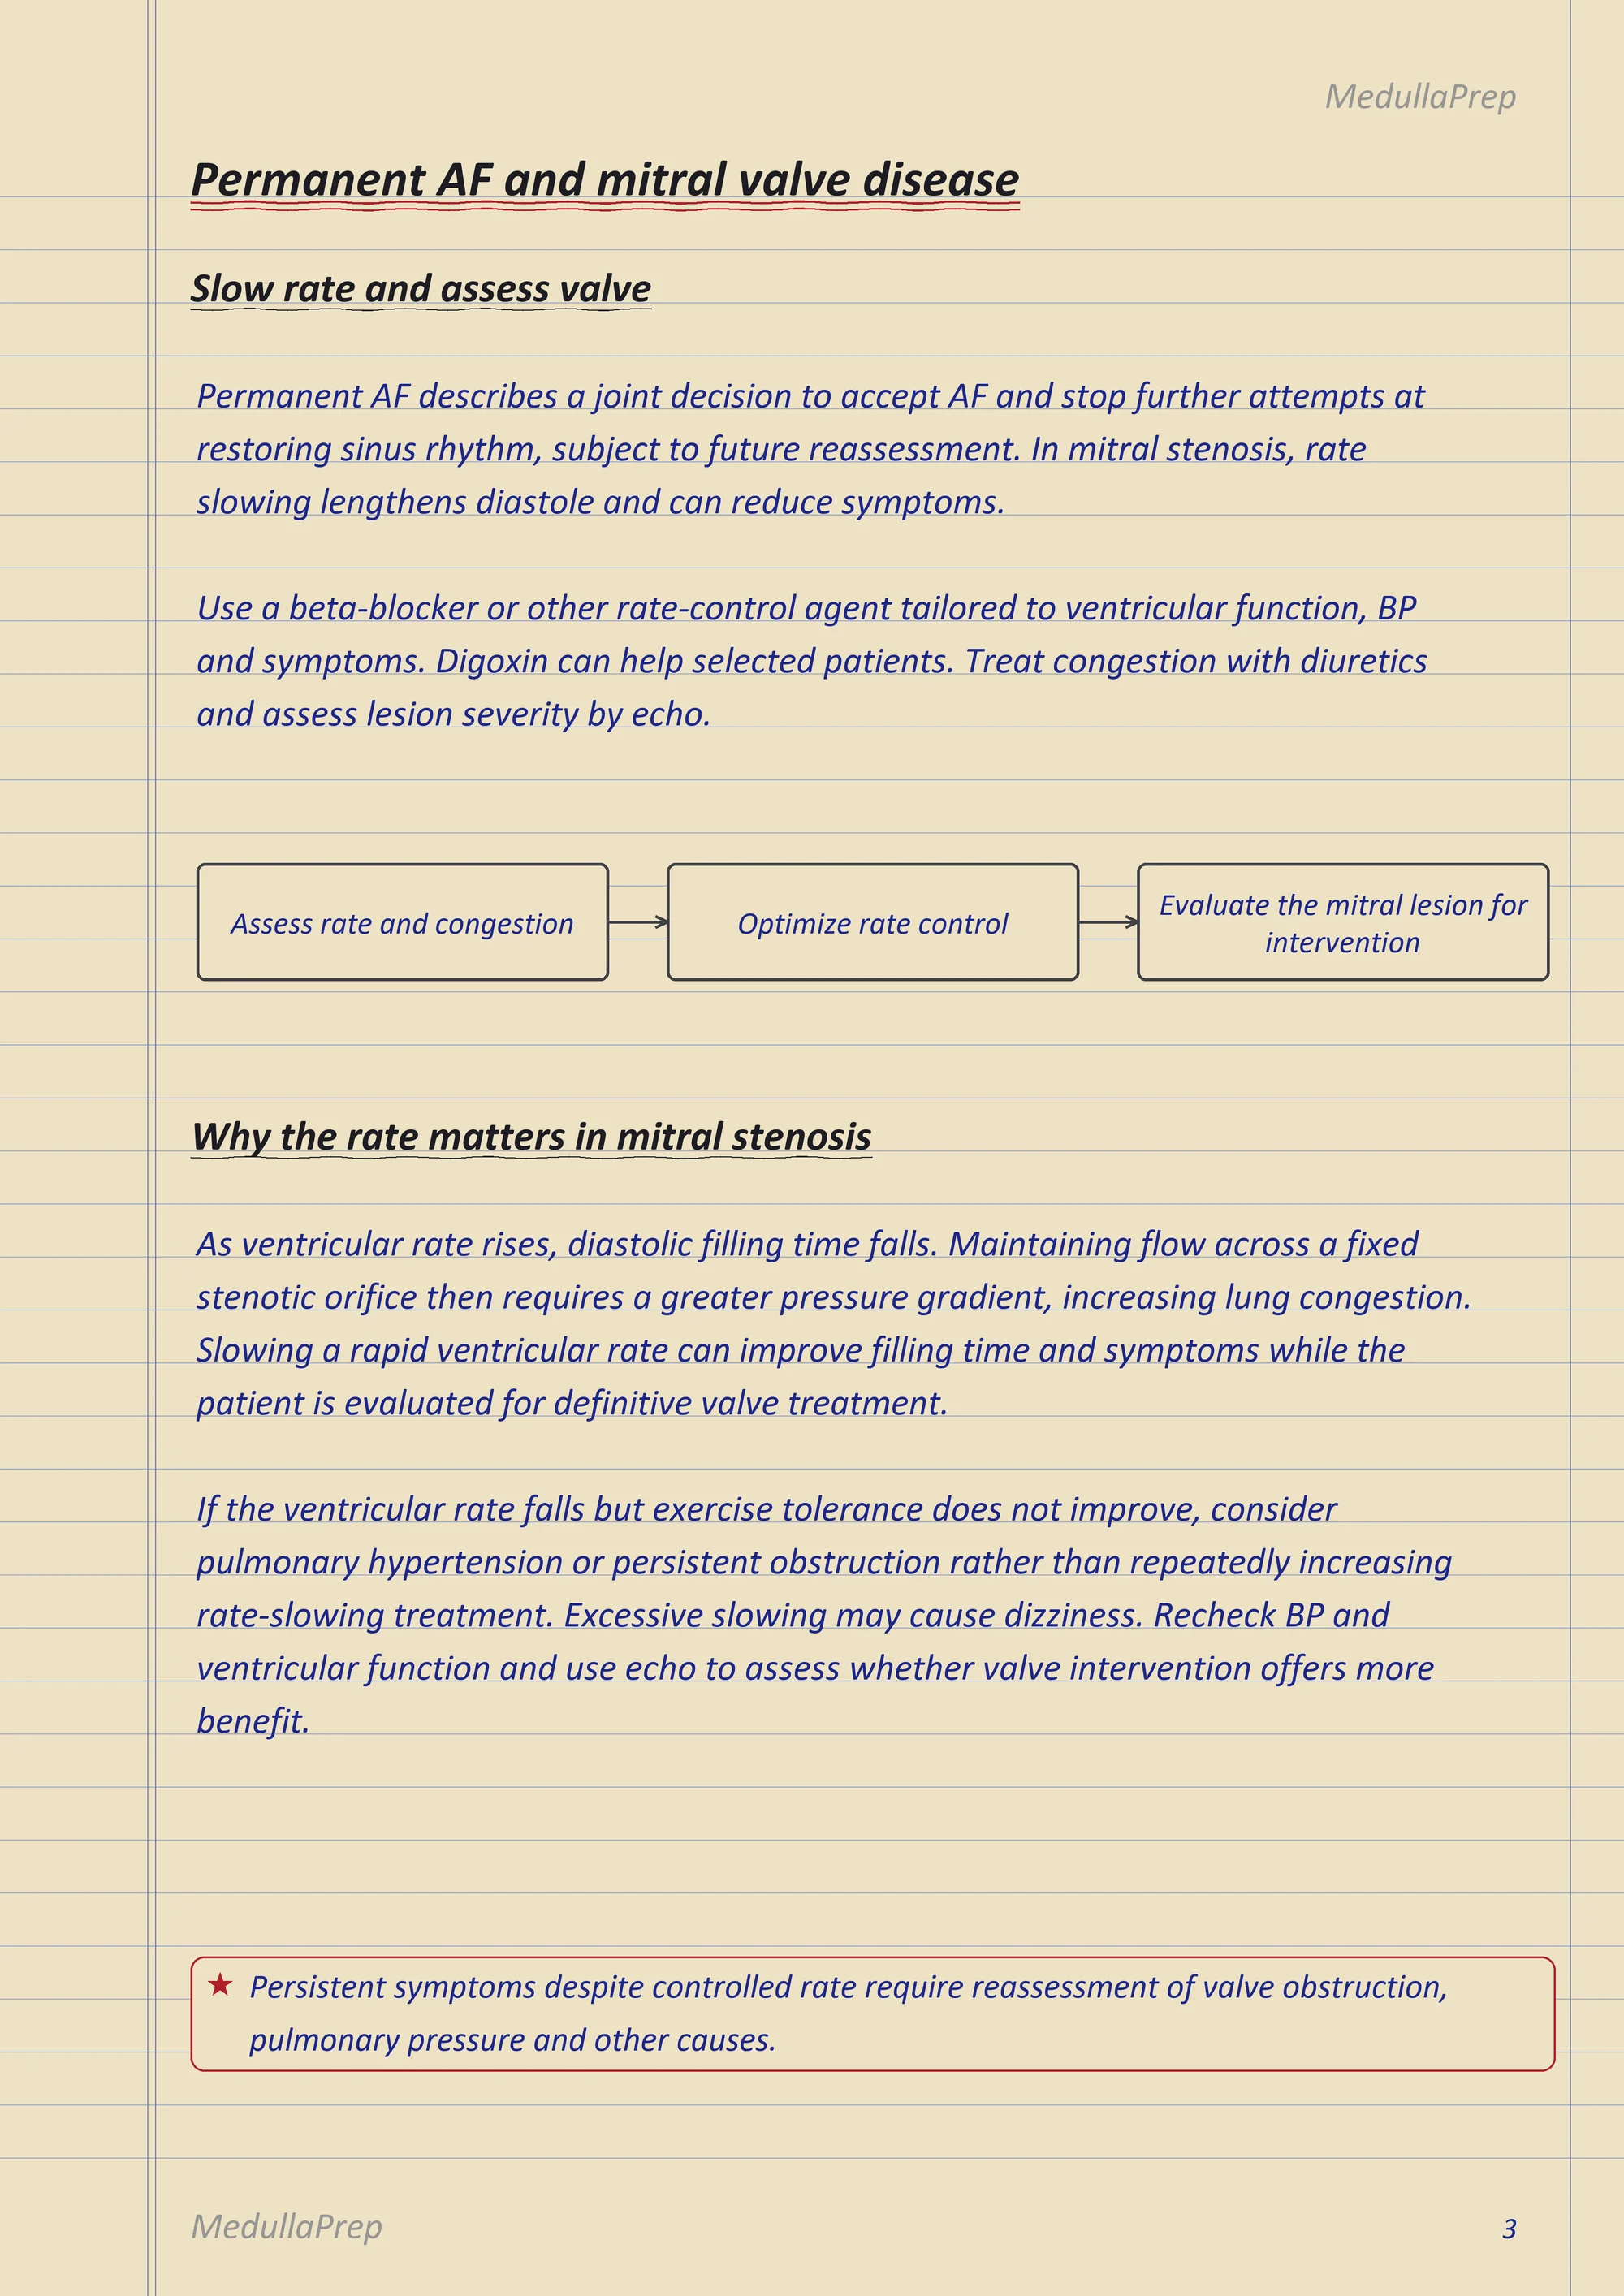 MedullaPrep
Permanent AF and mitral valve disease
Slow rate and assess valve
Permanent AF describes a joint decision to accept AF and stop further attempts at
restoring sinus rhythm, subject to future reassessment. In mitral stenosis, rate
slowing lengthens diastole and can reduce symptoms.
Use a beta-blocker or other rate-control agent tailored to ventricular function, BP
and symptoms. Digoxin can help selected patients. Treat congestion with diuretics
and assess lesion severity by echo.
Assess rate and congestion
Optimize rate control
Evaluate the mitral lesion for
intervention
Why the rate matters in mitral stenosis
As ventricular rate rises, diastolic filling time falls. Maintaining flow across a fixed
stenotic orifice then requires a greater pressure gradient, increasing lung congestion.
Slowing a rapid ventricular rate can improve filling time and symptoms while the
patient is evaluated for definitive valve treatment.
If the ventricular rate falls but exercise tolerance does not improve, consider
pulmonary hypertension or persistent obstruction rather than repeatedly increasing
rate-slowing treatment. Excessive slowing may cause dizziness. Recheck BP and
ventricular function and use echo to assess whether valve intervention offers more
benefit.
★ Persistent symptoms despite controlled rate require reassessment of valve obstruction,
pulmonary pressure and other causes.
MedullaPrep
3